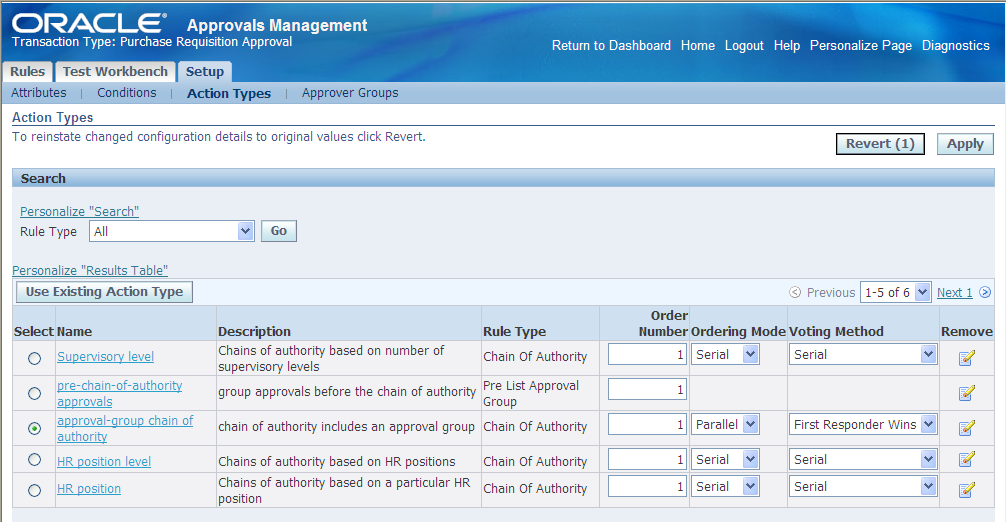 ORACLE® Approvals Management
Transaction Type: Purchase Requisition Approval
Return to Dashboard Home Logout Help Personalize Page Diagnostics
Rules Test Workbench Setup
Attributes | Conditions | Action Types | Approver Groups
Action Types
To reinstate changed configuration details to original values click Revert.
Revert (1) Apply
Search
Personalize "Search"
Rule Type All Go
Personalize "Results Table"
Use Existing Action Type Previous 1-5 of 6 Next 1
Select Name Description Rule Type Order Number Ordering Mode Voting Method Remove
Supervisory level Chains of authority based on number of supervisory levels Chain Of Authority 1 Serial Serial
pre-chain-of-authority approvals group approvals before the chain of authority Pre List Approval Group 1
approval-group chain of authority chain of authority includes an approval group Chain Of Authority 1 Parallel First Responder Wins
HR position level Chains of authority based on HR positions Chain Of Authority 1 Serial Serial
HR position Chains of authority based on a particular HR position Chain Of Authority 1 Serial Serial